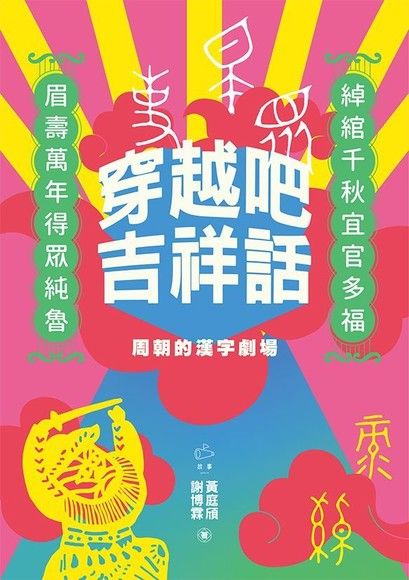 綽綰千秋宜官多福
眉壽萬年得眾純魯
穿越吧
吉祥話
周朝的漢字劇場
故事
黃庭頎
謝博霖
著